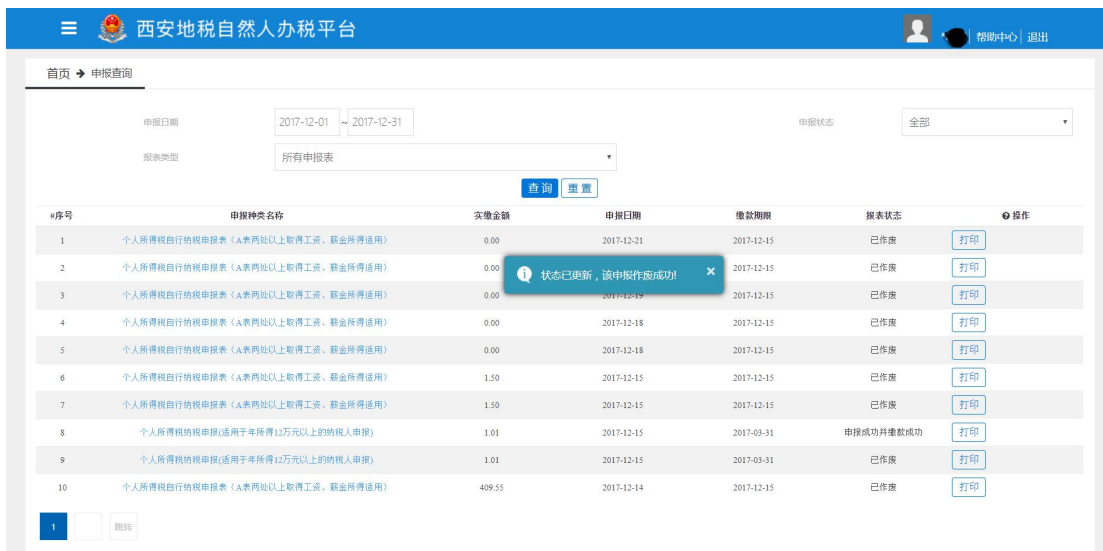 西安地税自然人办税平台
帮助中心 退出
首页 申报查询
申报日期 2017-12-01 ~ 2017-12-31 申报状态 全部
报表类型 所有申报表
查询 重置
#序号 申报种类名称 实缴金额 申报日期 缴款期限 报表状态 操作
1 个人所得税自行纳税申报表（A表两处以上取得工资、薪金所得适用） 0.00 2017-12-21 2017-12-15 已作废 打印
2 个人所得税自行纳税申报表（A表两处以上取得工资、薪金所得适用） 0.00 2017-12-15 已作废 打印
状态已更新，该申报作废成功! ×
3 个人所得税自行纳税申报表（A表两处以上取得工资、薪金所得适用） 0.00 2017-12-19 2017-12-15 已作废 打印
4 个人所得税自行纳税申报表（A表两处以上取得工资、薪金所得适用） 0.00 2017-12-18 2017-12-15 已作废 打印
5 个人所得税自行纳税申报表（A表两处以上取得工资、薪金所得适用） 0.00 2017-12-18 2017-12-15 已作废 打印
6 个人所得税自行纳税申报表（A表两处以上取得工资、薪金所得适用） 1.50 2017-12-15 2017-12-15 已作废 打印
7 个人所得税自行纳税申报表（A表两处以上取得工资、薪金所得适用） 1.50 2017-12-15 2017-12-15 已作废 打印
8 个人所得税纳税申报(适用于年所得12万元以上的纳税人申报) 1.01 2017-12-15 2017-03-31 申报成功并缴款成功 打印
9 个人所得税纳税申报(适用于年所得12万元以上的纳税人申报) 1.01 2017-12-15 2017-03-31 已作废 打印
10 个人所得税自行纳税申报表（A表两处以上取得工资、薪金所得适用） 409.55 2017-12-14 2017-12-15 已作废 打印
1 跳转